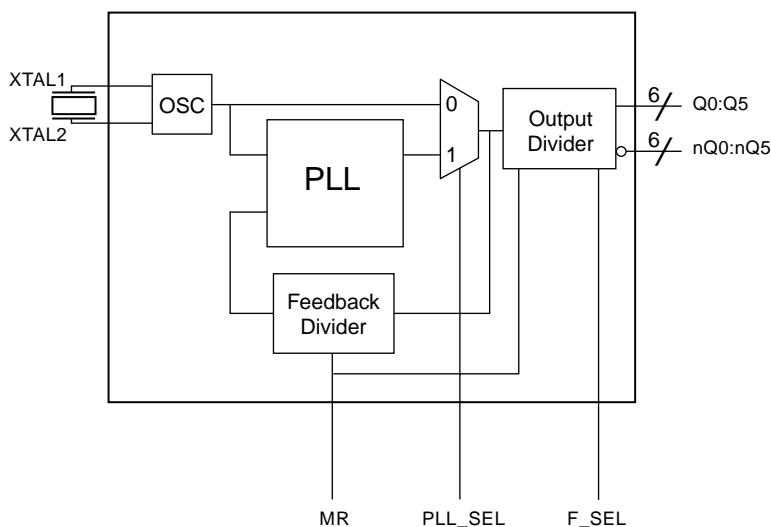 XTAL1
XTAL2
OSC
PLL
0
1
Output
Divider
6
Q0:Q5
6
nQ0:nQ5
Feedback
Divider
MR
PLL_SEL
F_SEL